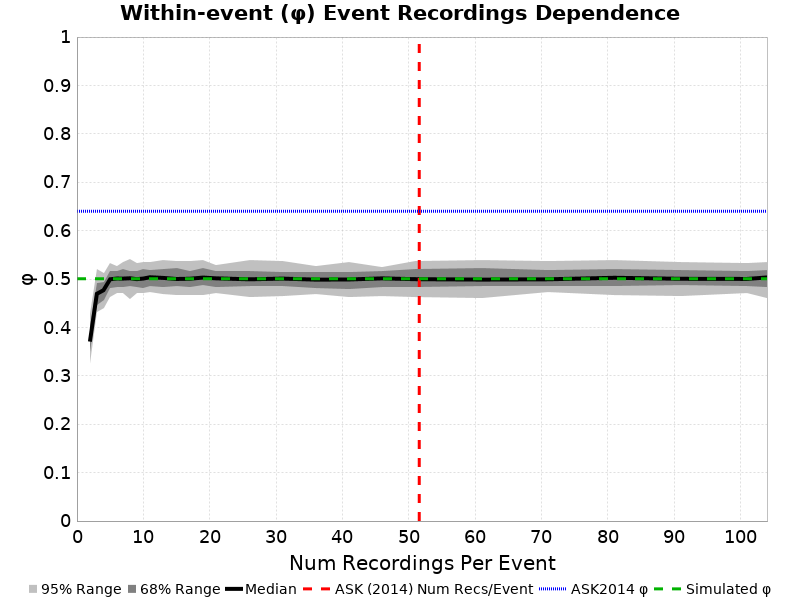 Within-event (φ) Event Recordings Dependence
1
0.9
0.8
0.7
0.6
0.5
0.4
0.3
0.2
0.1
0
φ
0 10 20 30 40 50 60 70 80 90 100
Num Recordings Per Event
95% Range 68% Range Median ASK (2014) Num Recs/Event ASK2014 φ Simulated φ